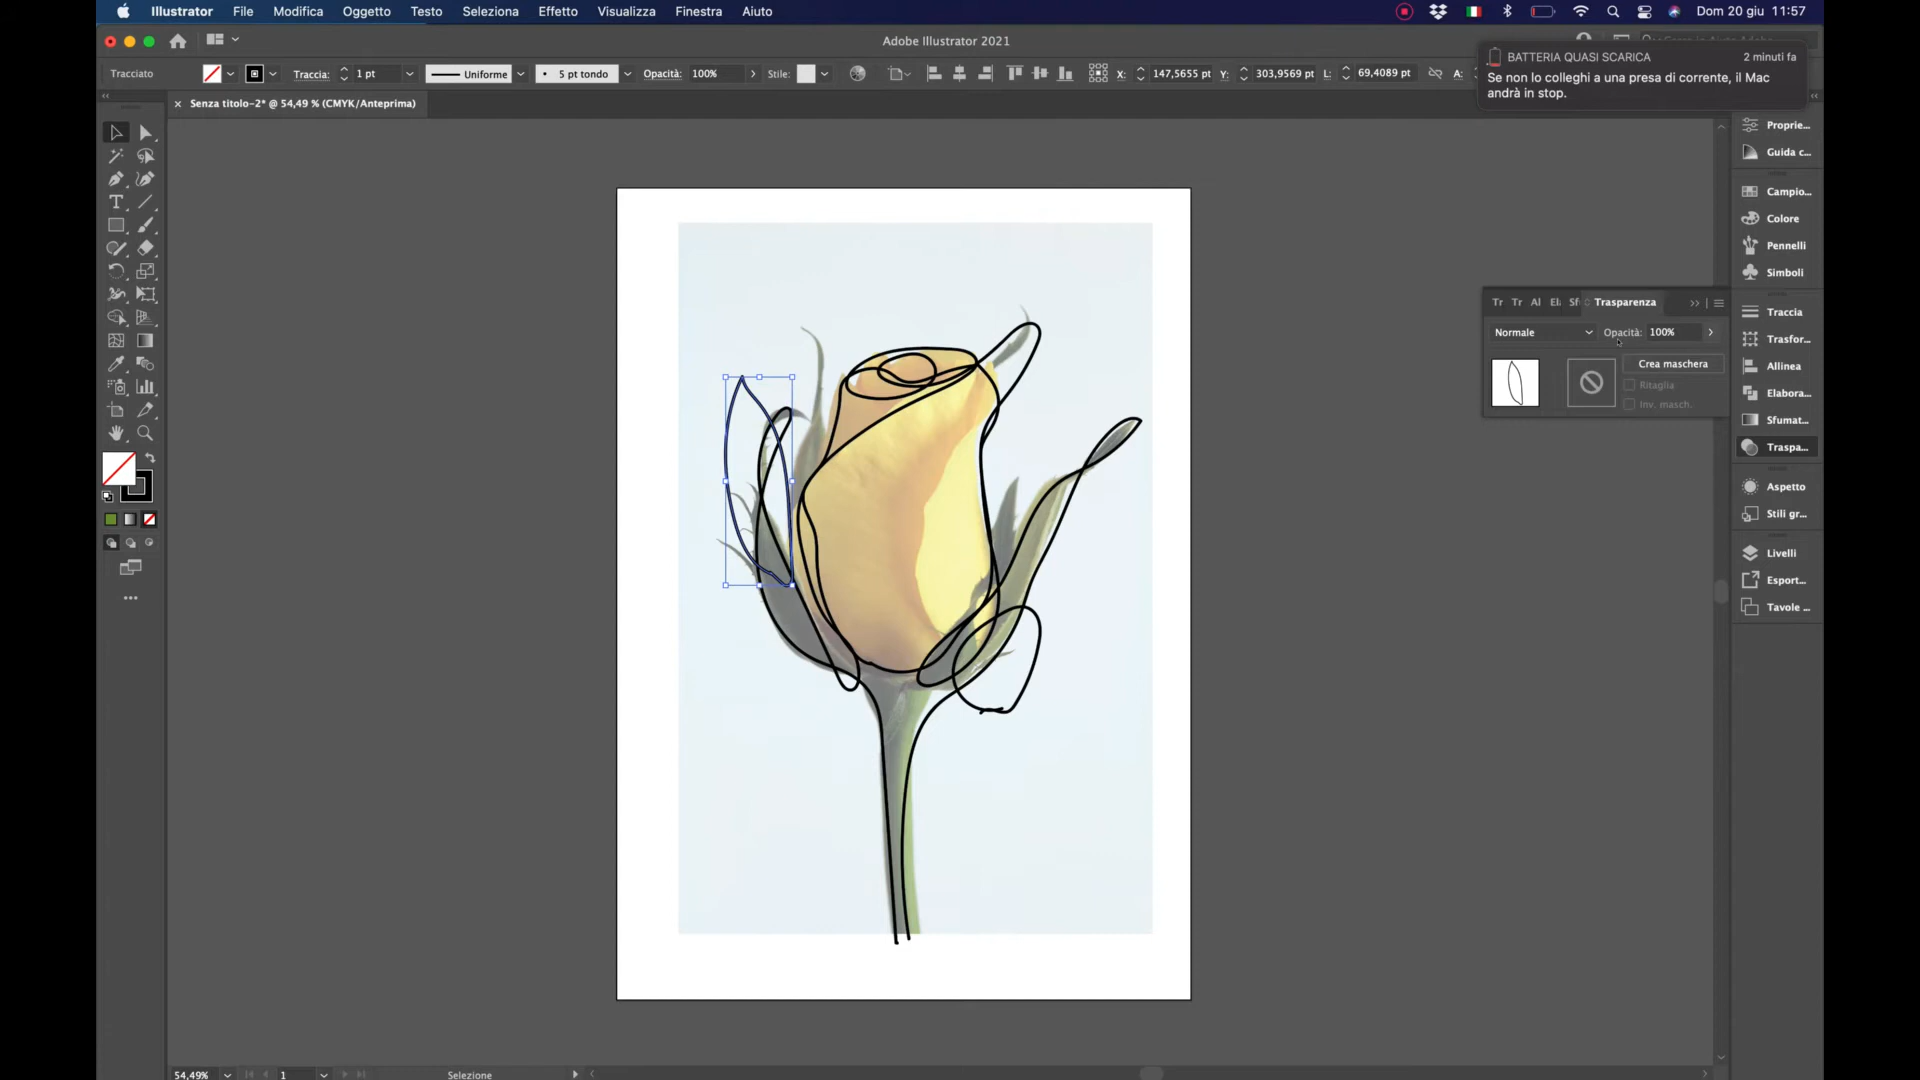 Illustrator File Modifica Oggetto Testo Seleziona Effetto Visualizza Finestra Aiuto Dom 20 giu 11:57
Adobe Illustrator 2021
BATTERIA QUASI SCARICA 2 minuti fa
Se non lo colleghi a una presa di corrente, il Mac
andrà in stop.
Tracciato Traccia: 1 pt Uniforme 5 pt tondo Opacità: 100% Stile: X: 147,5655 pt Y: 303,9569 pt L: 69,4089 pt A:
Senza titolo-2* @ 54,49 % (CMYK/Anteprima)
Proprie...
Guida c...
Campio...
Colore
Pennelli
Simboli
Tr Tr Al Ela Sf Trasparenza
Traccia
Normale Opacità: 100%
Trasfor...
Crea maschera
Allinea
Ritaglia
Elabora...
Inv. masch.
Sfumat...
Traspa...
Aspetto
Stili gr...
Livelli
Esport...
Tavole ...
54,49% 1 Selezione